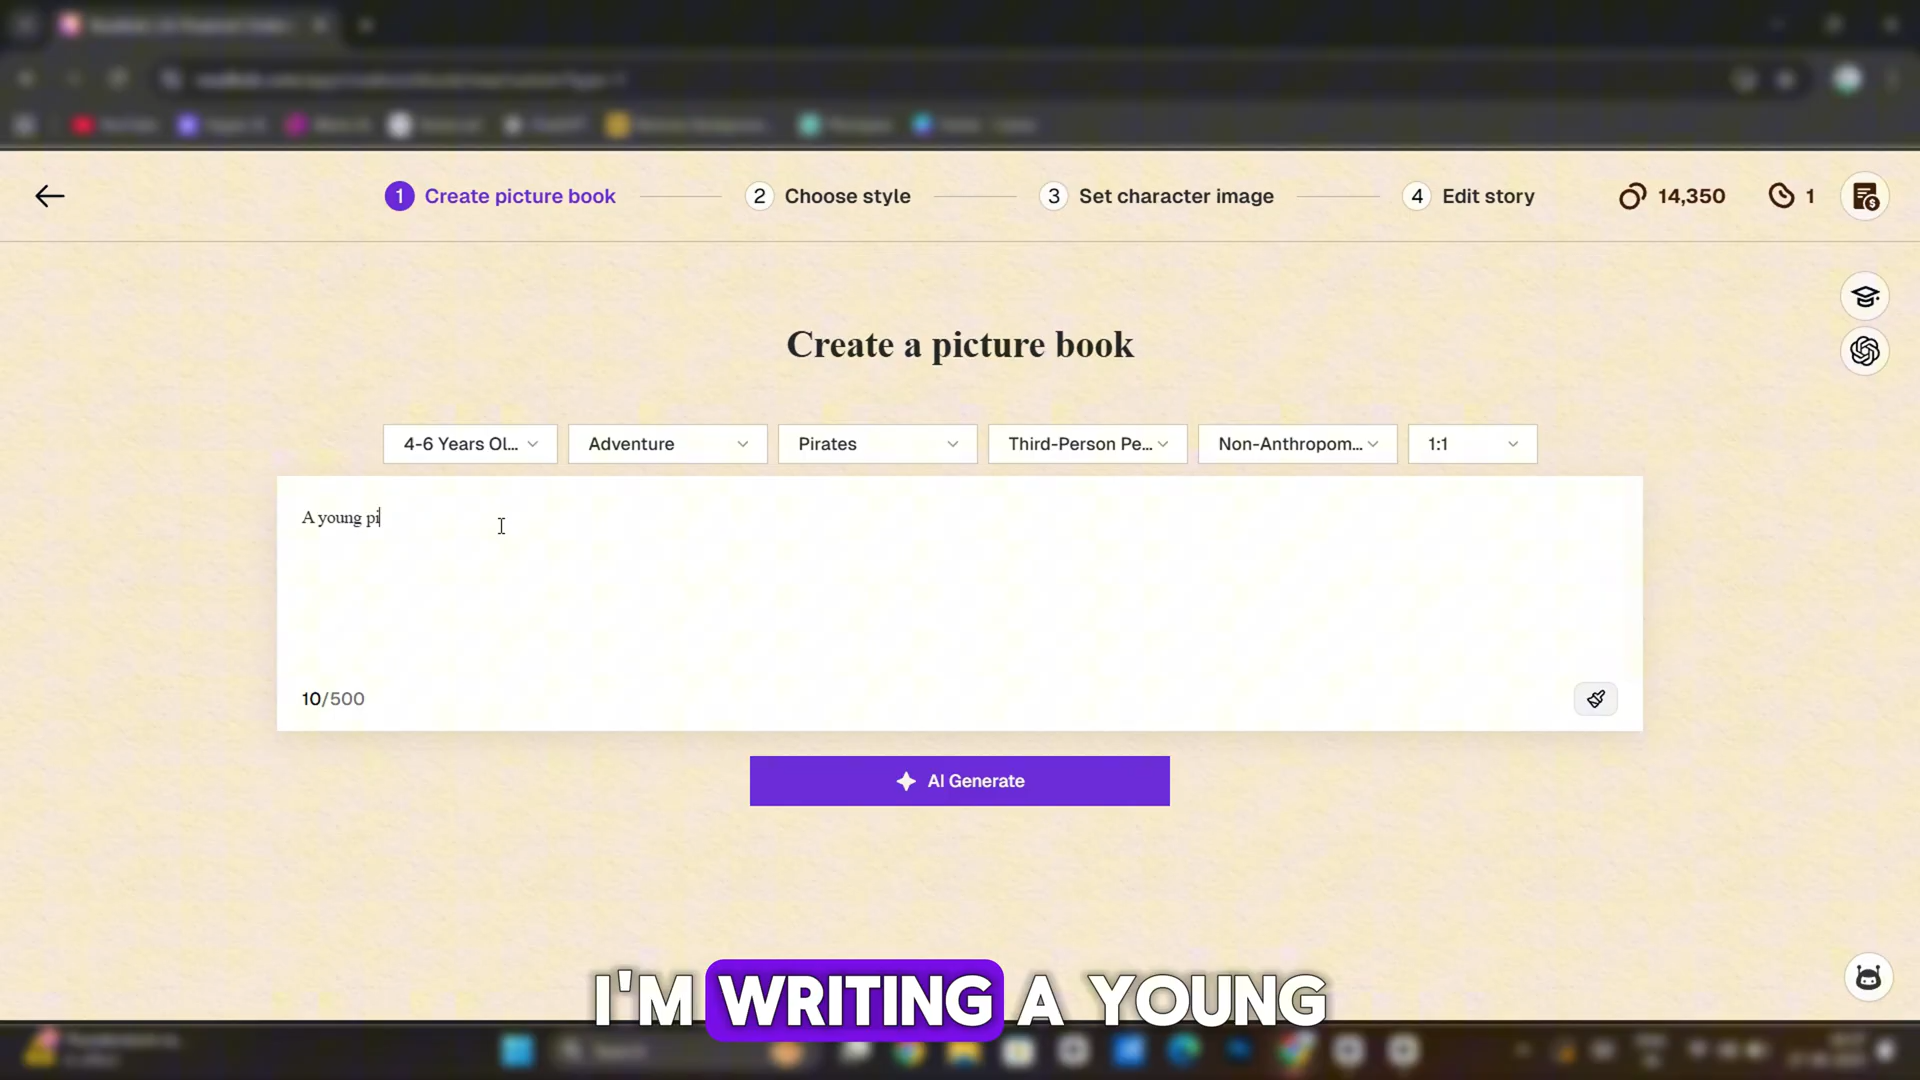 1 Create picture book
2 Choose style
3 Set character image
4 Edit story
14,350
1
Create a picture book
4-6 Years Ol...
Adventure
Pirates
Third-Person Pe...
Non-Anthropom...
1:1
A young pi
10/500
AI Generate
I'M WRITING A YOUNG